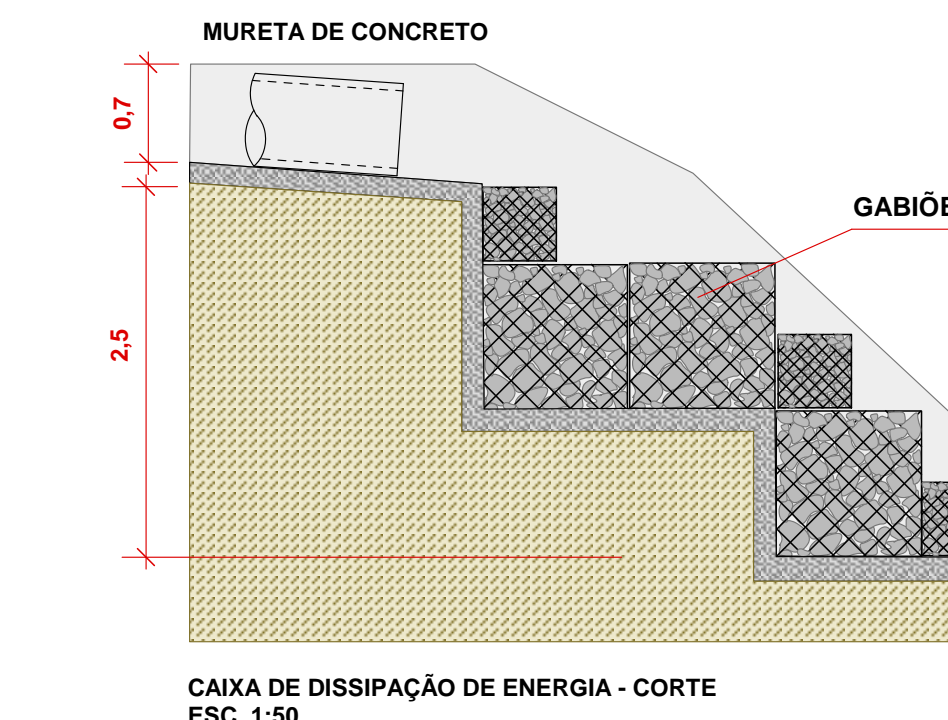 MURETA DE CONCRETO
0,7
GABIÕE
2,5
CAIXA DE DISSIPAÇÃO DE ENERGIA - CORTE
ESC. 1:50